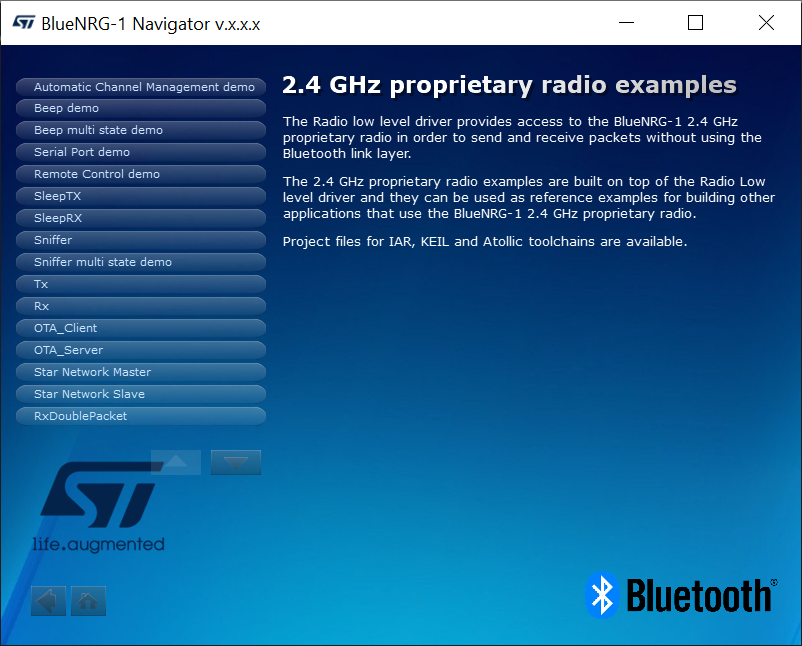 BlueNRG-1 Navigator v.x.x.x
Automatic Channel Management demo
Beep demo
Beep multi state demo
Serial Port demo
Remote Control demo
SleepTX
SleepRX
Sniffer
Sniffer multi state demo
Tx
Rx
OTA_Client
OTA_Server
Star Network Master
Star Network Slave
RxDoublePacket
2.4 GHz proprietary radio examples
The Radio low level driver provides access to the BlueNRG-1 2.4 GHz
proprietary radio in order to send and receive packets without using the
Bluetooth link layer.
The 2.4 GHz proprietary radio examples are built on top of the Radio Low
level driver and they can be used as reference examples for building other
applications that use the BlueNRG-1 2.4 GHz proprietary radio.
Project files for IAR, KEIL and Atollic toolchains are available.
ST
life.augmented
Bluetooth®